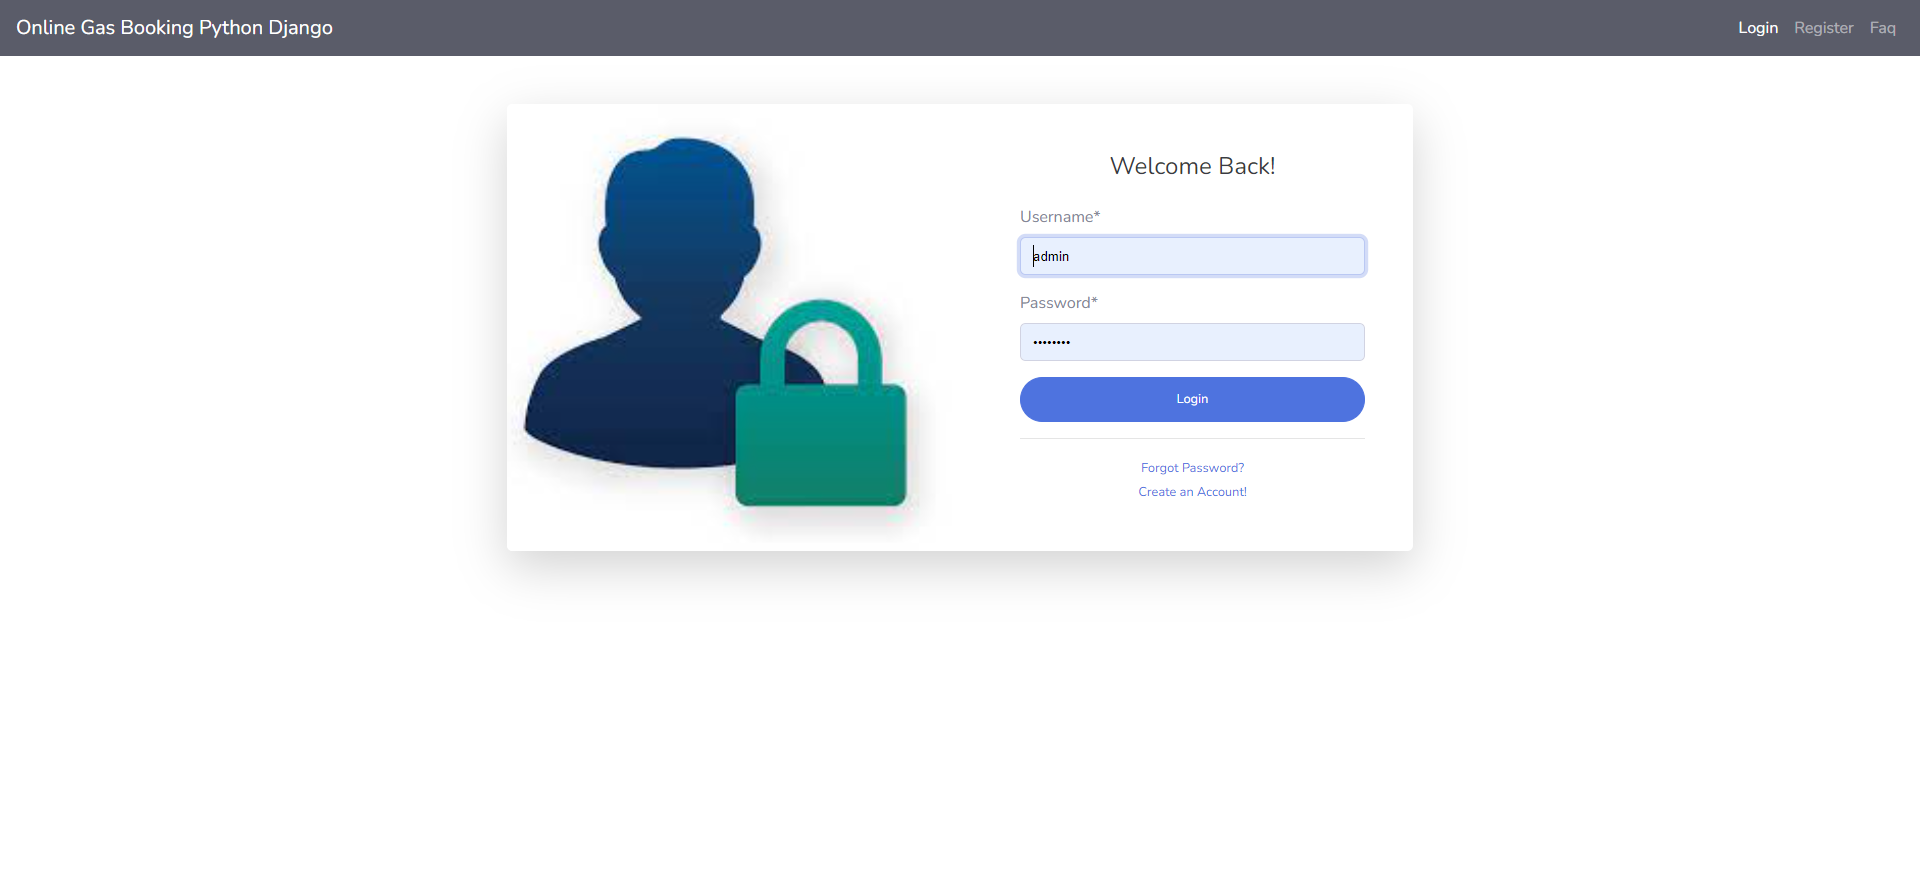 Online Gas Booking Python Django
Login Register Faq
Welcome Back!
Username*
admin
Password*
••••••••
Login
Forgot Password?
Create an Account!